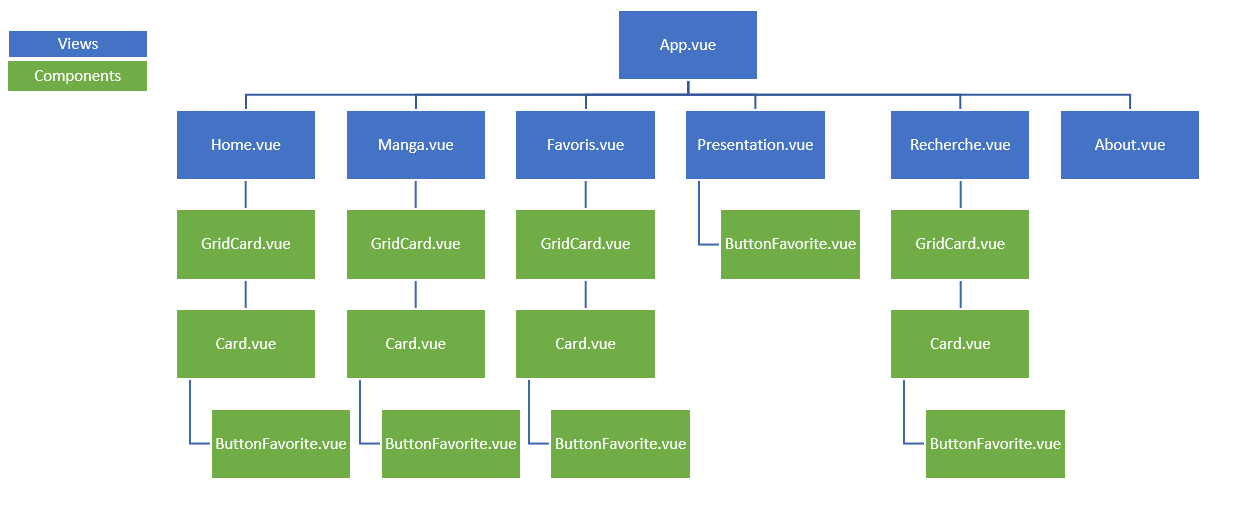 Views
Components
App.vue
Home.vue
Manga.vue
Favoris.vue
Presentation.vue
Recherche.vue
About.vue
GridCard.vue
GridCard.vue
GridCard.vue
ButtonFavorite.vue
GridCard.vue
Card.vue
Card.vue
Card.vue
Card.vue
ButtonFavorite.vue
ButtonFavorite.vue
ButtonFavorite.vue
ButtonFavorite.vue